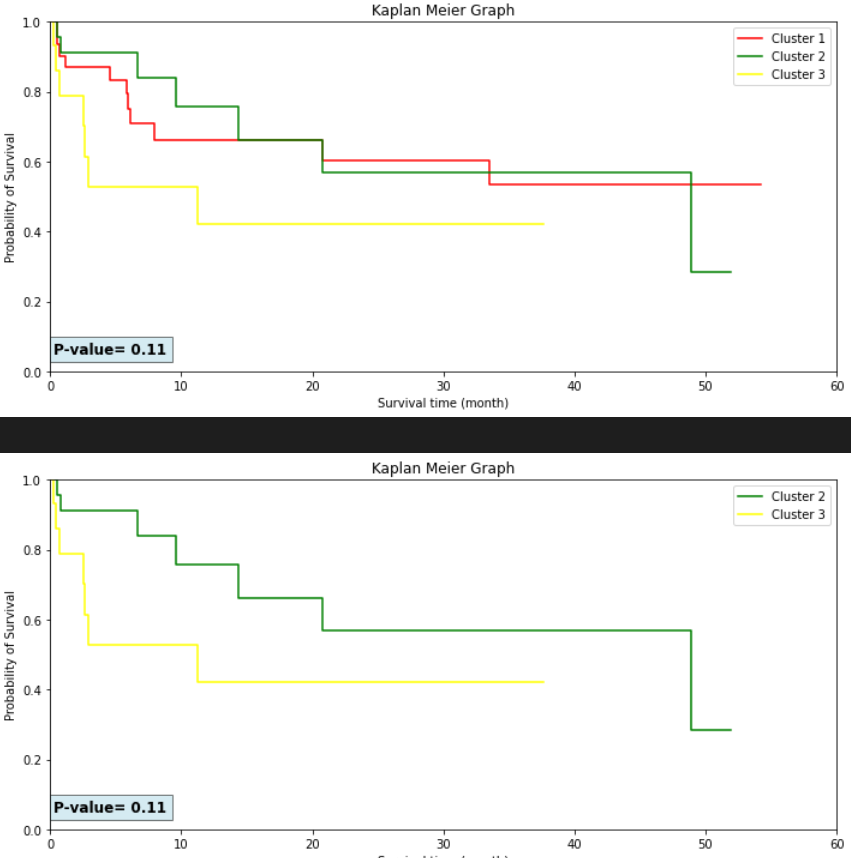 Kaplan Meier Graph
1.0
0.8
0.6
0.4
0.2
0.0
Probability of Survival
Cluster 1
Cluster 2
Cluster 3
P-value= 0.11
0 10 20 30 40 50 60
Survival time (month)
Kaplan Meier Graph
1.0
0.8
0.6
0.4
0.2
0.0
Probability of Survival
Cluster 2
Cluster 3
P-value= 0.11
0 10 20 30 40 50 60